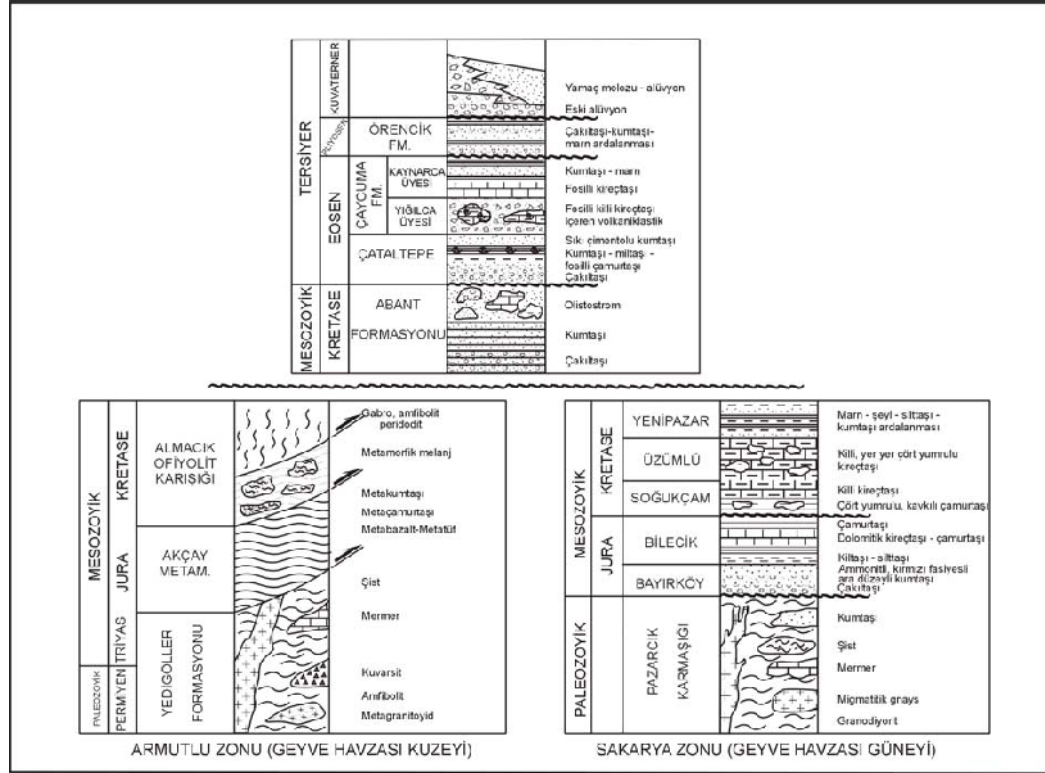 TERSİYER
KUVATERNER
Yamaç molozu - alüvyon
Eski alüvyon
PLİYOSEN
ÖRENCİK
FM.
Çakıltaşı-kumtaşı-
marn ardalanması
EOSEN
ÇAYCUMA
FM.
KAYNARCA
ÜYESİ
Kumtaşı - marn
Fosilli kireçtaşı
YIĞILCA
ÜYESİ
Fosilli killi kireçtaşı
içeren volkaniklastik
ÇATALTEPE
Sıkı çimentolu kumtaşı
Kumtaşı - miltaşı -
fosilli çamurtaşı
Çakıltaşı
MESOZOYİK
KRETASE
ABANT
FORMASYONU
Olistostrom
Kumtaşı
Çakıltaşı
MESOZOYİK
KRETASE
ALMACIK
OFİYOLİT
KARIŞIĞI
Gabro, amfibolit
peridodit
Metamorfik melanj
Metakumtaşı
Metaçamurtaşı
JURA
AKÇAY
METAM.
Metabazalt-Metatüf
Şist
TRİYAS
PALEOZOYİK
PERMİYEN
YEDİGÖLLER
FORMASYONU
Mermer
Kuvarsit
Amfibolit
Metagranitoyid
ARMUTLU ZONU (GEYVE HAVZASI KUZEYİ)
MESOZOYİK
KRETASE
YENİPAZAR
Marn - şeyl - silttaşı -
kumtaşı ardalanması
ÜZÜMLÜ
Killi, yer yer çört yumrulu
kireçtaşı
SOĞUKÇAM
Killi kireçtaşı
Çört yumrulu, kavkılı çamurtaşı
JURA
BİLECİK
Çamurtaşı
Dolomitik kireçtaşı - çamurtaşı
Kiltaşı - silttaşı
BAYIRKÖY
Ammonitli, kırmızı fasiyesli
ara düzeyli kumtaşı
Çakıltaşı
PALEOZOYİK
PAZARCIK
KARMAŞIĞI
Kumtaşı
Şist
Mermer
Migmatitik gnays
Granodiyorit
SAKARYA ZONU (GEYVE HAVZASI GÜNEYİ)